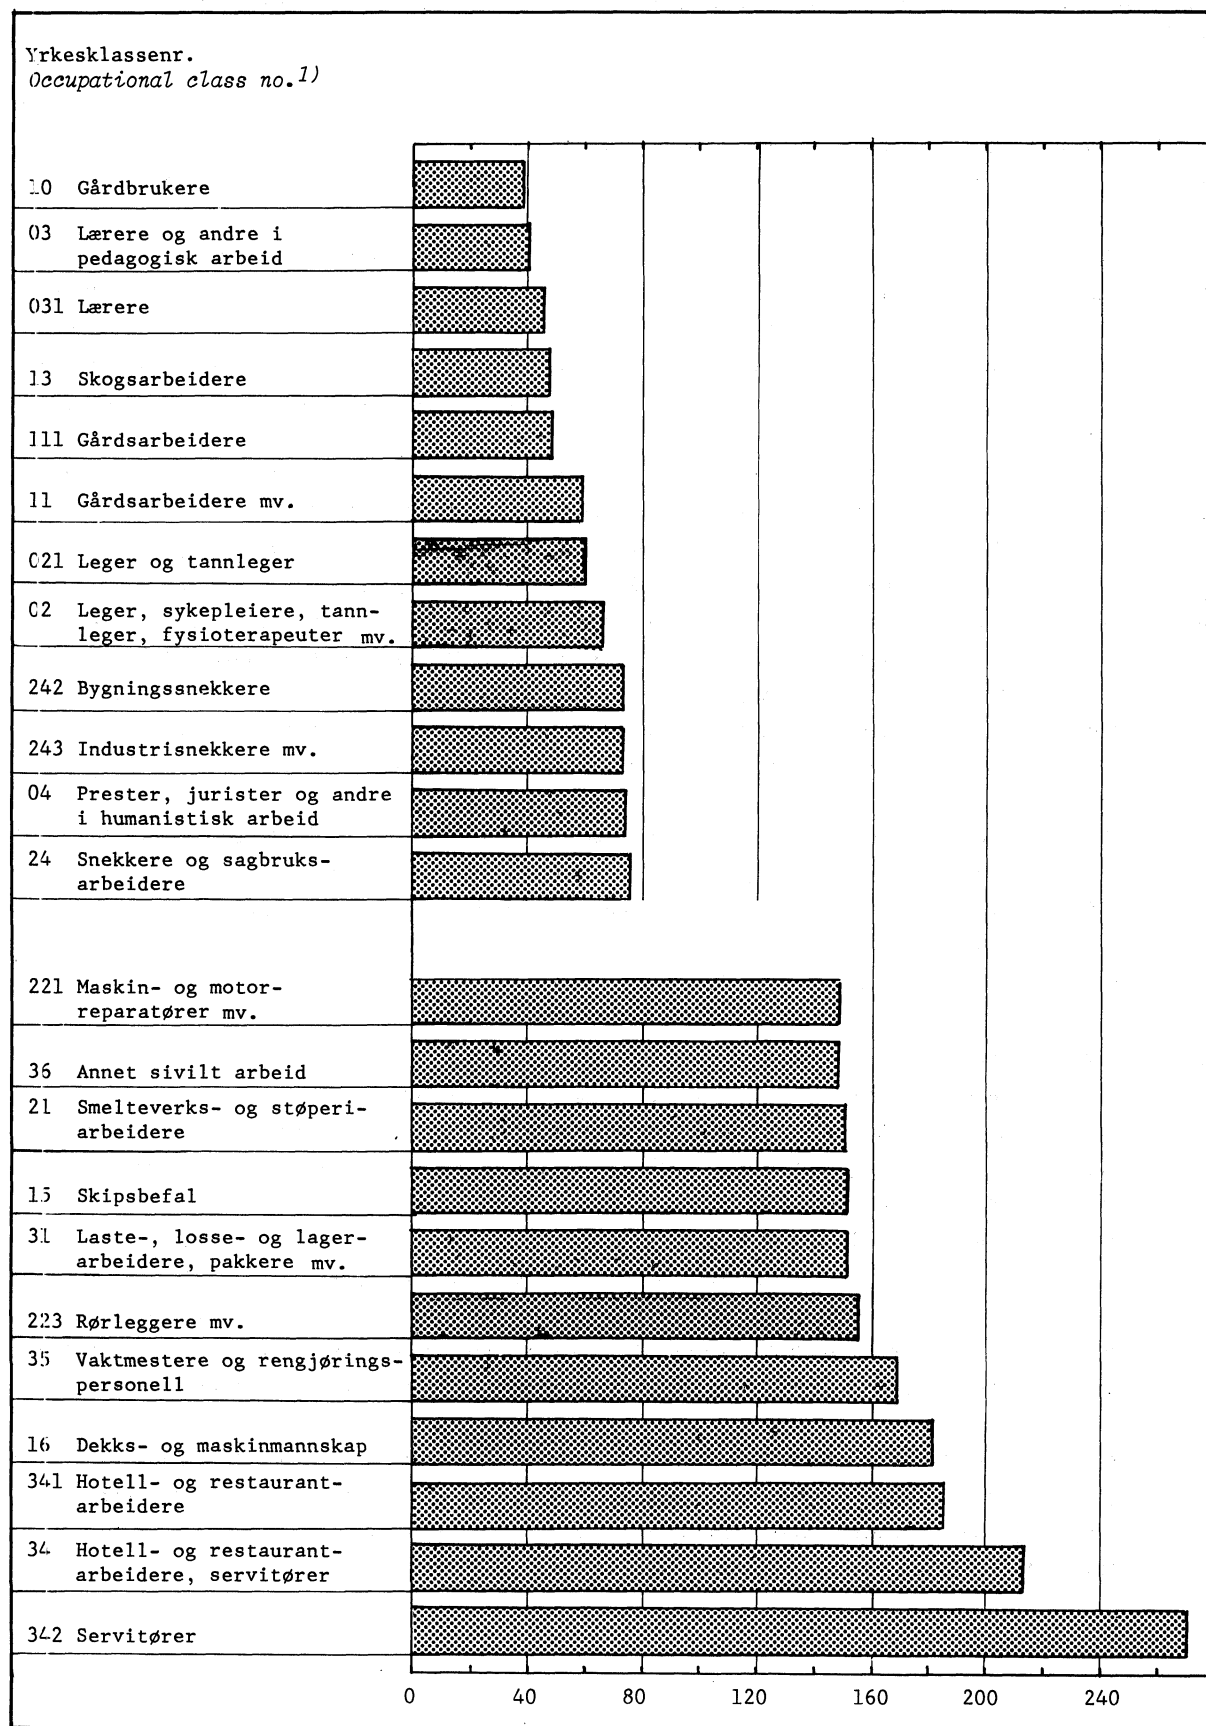 Yrkesklassenr.
Occupational class no.1)
10 Gårdbrukere
03 Lærere og andre i
pedagogisk arbeid
031 Lærere
13 Skogsarbeidere
111 Gårdsarbeidere
11 Gårdsarbeidere mv.
021 Leger og tannleger
02 Leger, sykepleiere, tann-
leger, fysioterapeuter mv.
242 Bygningssnekkere
243 Industrisnekkere mv.
04 Prester, jurister og andre
i humanistisk arbeid
24 Snekkere og sagbruks-
arbeidere
221 Maskin- og motor-
reparatører mv.
36 Annet sivilt arbeid
21 Smelteverks- og støperi-
arbeidere
15 Skipsbefal
31 Laste-, losse- og lager-
arbeidere, pakkere mv.
223 Rørleggere mv.
35 Vaktmestere og rengjørings-
personell
16 Dekks- og maskinmannskap
341 Hotell- og restaurant-
arbeidere
34 Hotell- og restaurant-
arbeidere, servitører
342 Servitører
0 40 80 120 160 200 240